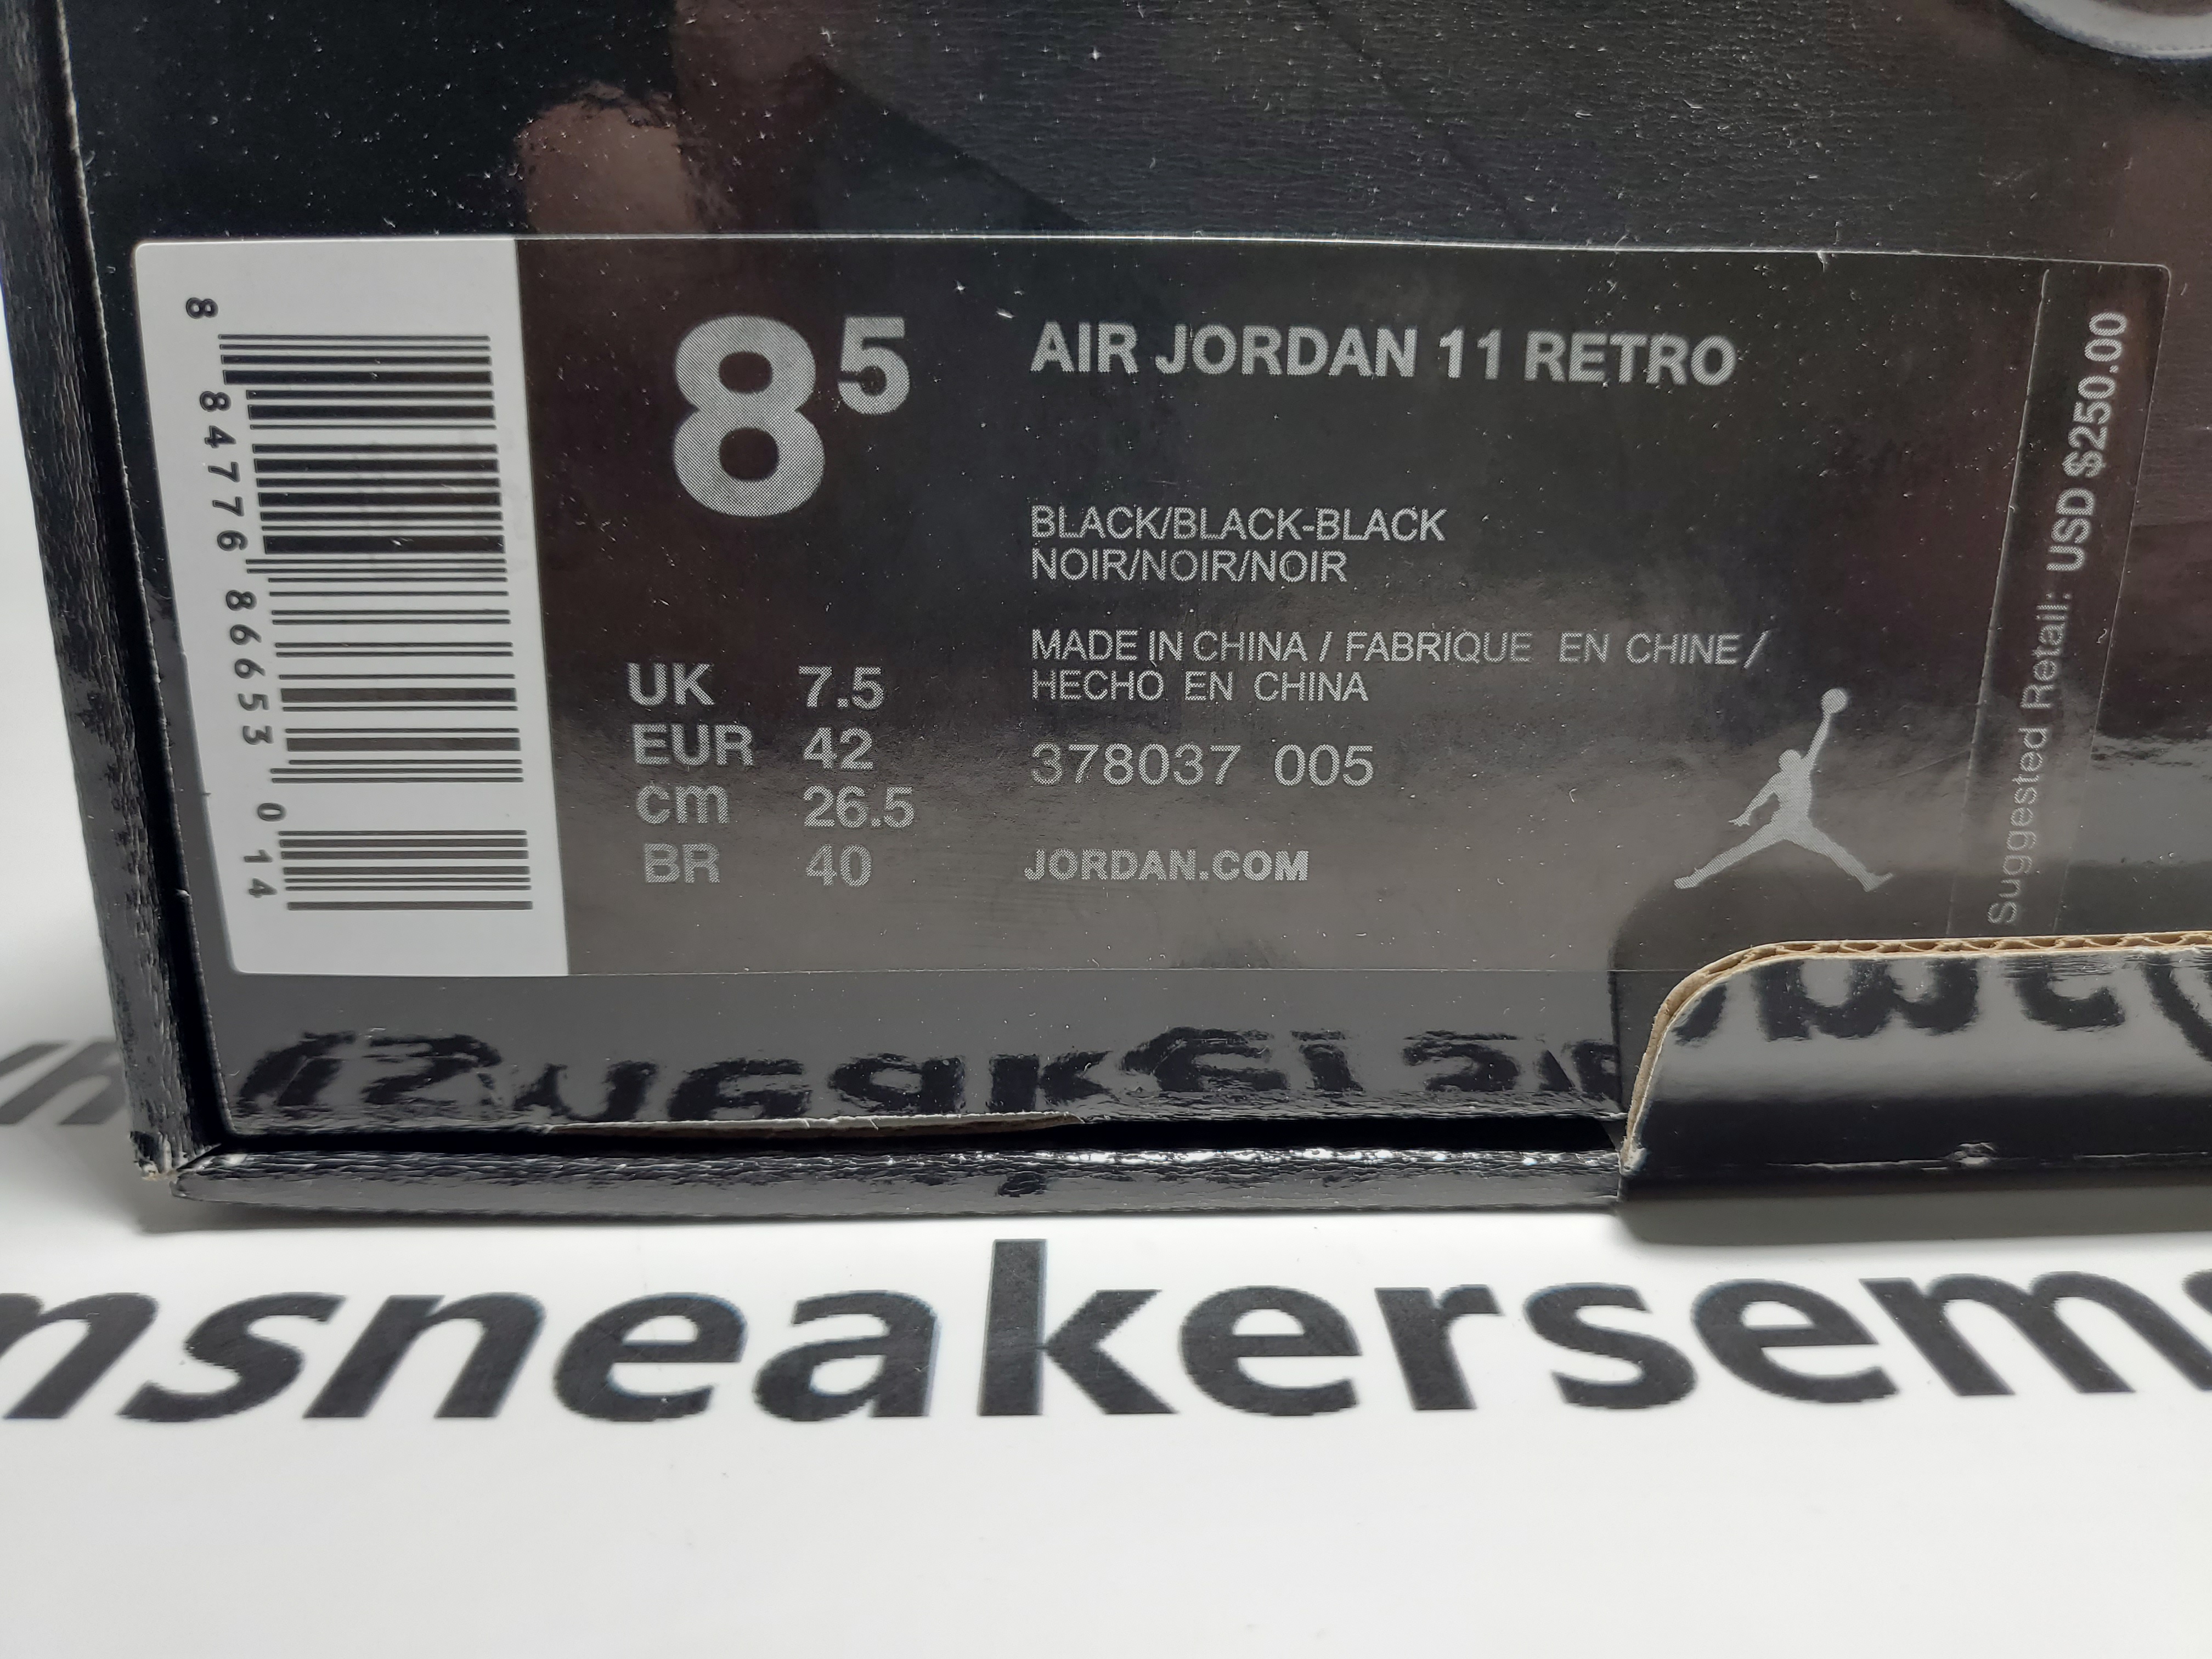 8 84776 86653 0 14
8⁵
AIR JORDAN 11 RETRO
BLACK/BLACK-BLACK
NOIR/NOIR/NOIR
MADE IN CHINA / FABRIQUE EN CHINE /
HECHO EN CHINA
UK 7.5
EUR 42
cm 26.5
BR 40
378037 005
JORDAN.COM
Suggested Retail: USD $250.00
msneakersems